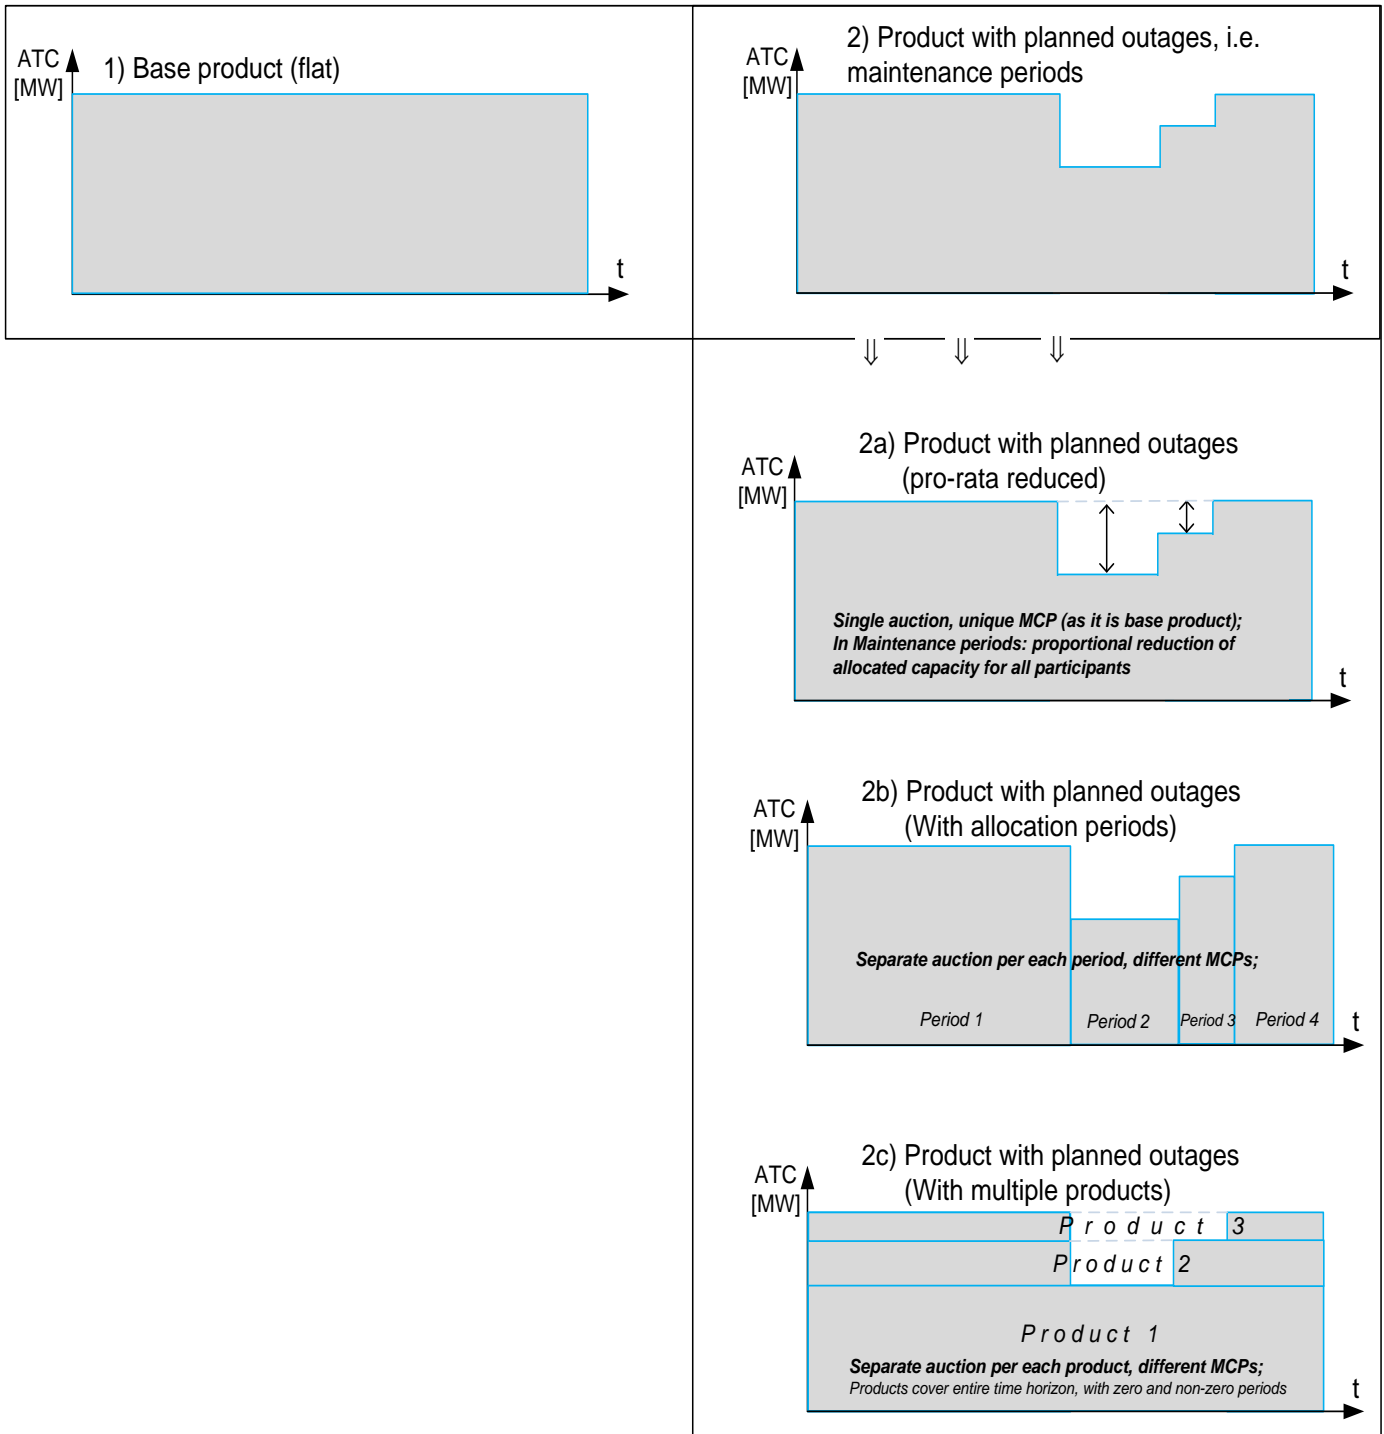 ATC
[MW]
1) Base product (flat)
t
2) Product with planned outages, i.e.
maintenance periods
ATC
[MW]
t
⇓ ⇓ ⇓
2a) Product with planned outages
(pro-rata reduced)
ATC
[MW]
Single auction, unique MCP (as it is base product);
In Maintenance periods: proportional reduction of
allocated capacity for all participants
t
2b) Product with planned outages
(With allocation periods)
ATC
[MW]
Separate auction per each period, different MCPs;
Period 1 Period 2 Period 3 Period 4
t
2c) Product with planned outages
(With multiple products)
ATC
[MW]
Product 3
Product 2
Product 1
Separate auction per each product, different MCPs;
Products cover entire time horizon, with zero and non-zero periods
t